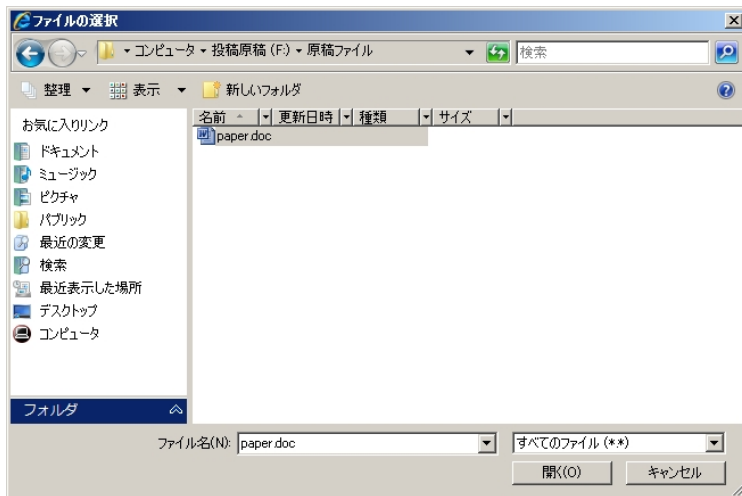 ファイルの選択
コンピュータ ▾ 投稿原稿 (F:) ▾ 原稿ファイル
検索
整理 表示 新しいフォルダ
お気に入りリンク
ドキュメント
ミュージック
ピクチャ
パブリック
最近の変更
検索
最近表示した場所
デスクトップ
コンピュータ
フォルダ
名前 更新日時 種類 サイズ
paper.doc
ファイル名(N): paper.doc
すべてのファイル (*.*)
開く(O) キャンセル